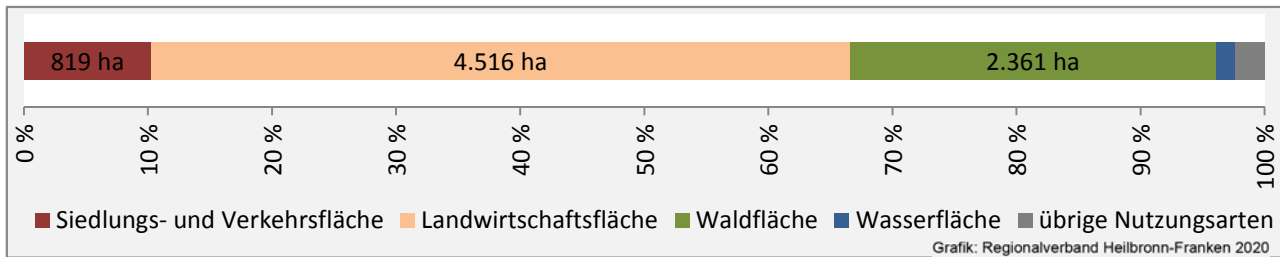 819 ha 4.516 ha 2.361 ha
0 % 10 % 20 % 30 % 40 % 50 % 60 % 70 % 80 % 90 % 100 %
Siedlungs- und Verkehrsfläche Landwirtschaftsfläche Waldfläche Wasserfläche übrige Nutzungsarten
Grafik: Regionalverband Heilbronn-Franken 2020